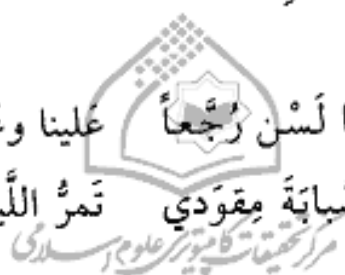 لَسْن رُجَّعاً عَلينا
مِقوَدي تَمرُّ
مرکز تحقیقات کامپیوتری علوم اسلامی